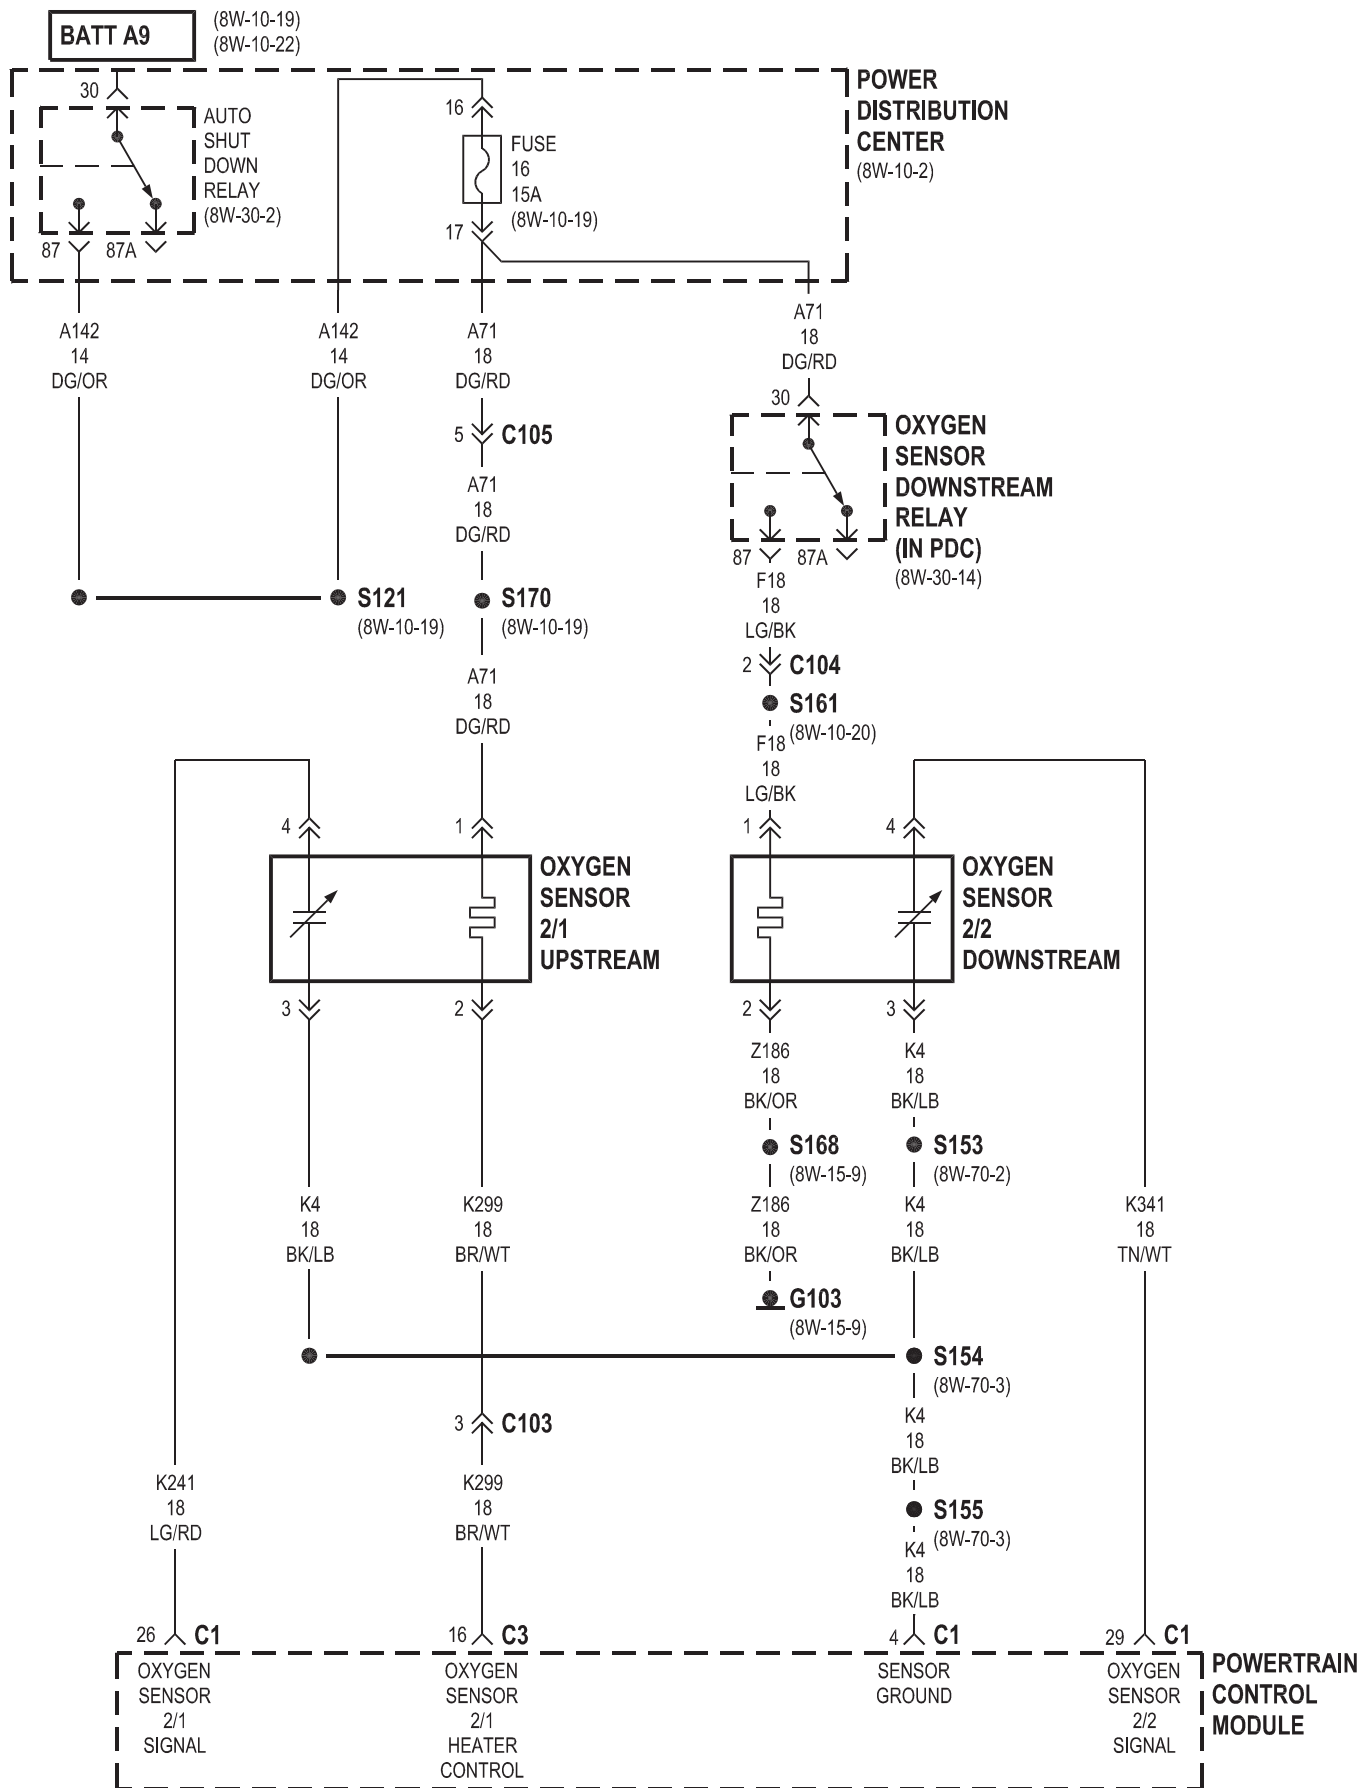 BATT A9
(8W-10-19)
(8W-10-22)
POWER
DISTRIBUTION
CENTER
(8W-10-2)
30
AUTO
SHUT
DOWN
RELAY
(8W-30-2)
87
87A
16
FUSE
16
15A
(8W-10-19)
17
A142
14
DG/OR
A142
14
DG/OR
A71
18
DG/RD
A71
18
DG/RD
5
C105
A71
18
DG/RD
30
OXYGEN
SENSOR
DOWNSTREAM
RELAY
(IN PDC)
(8W-30-14)
87
87A
F18
18
LG/BK
S121
(8W-10-19)
S170
(8W-10-19)
2
C104
S161
(8W-10-20)
A71
18
DG/RD
F18
18
LG/BK
4
1
OXYGEN
SENSOR
2/1
UPSTREAM
3
2
1
4
OXYGEN
SENSOR
2/2
DOWNSTREAM
2
3
Z186
18
BK/OR
K4
18
BK/LB
S168
(8W-15-9)
S153
(8W-70-2)
K4
18
BK/LB
K299
18
BR/WT
Z186
18
BK/OR
K4
18
BK/LB
K341
18
TN/WT
G103
(8W-15-9)
S154
(8W-70-3)
3
C103
K4
18
BK/LB
K241
18
LG/RD
K299
18
BR/WT
S155
(8W-70-3)
K4
18
BK/LB
26
C1
16
C3
4
C1
29
C1
OXYGEN
SENSOR
2/1
SIGNAL
OXYGEN
SENSOR
2/1
HEATER
CONTROL
SENSOR
GROUND
OXYGEN
SENSOR
2/2
SIGNAL
POWERTRAIN
CONTROL
MODULE